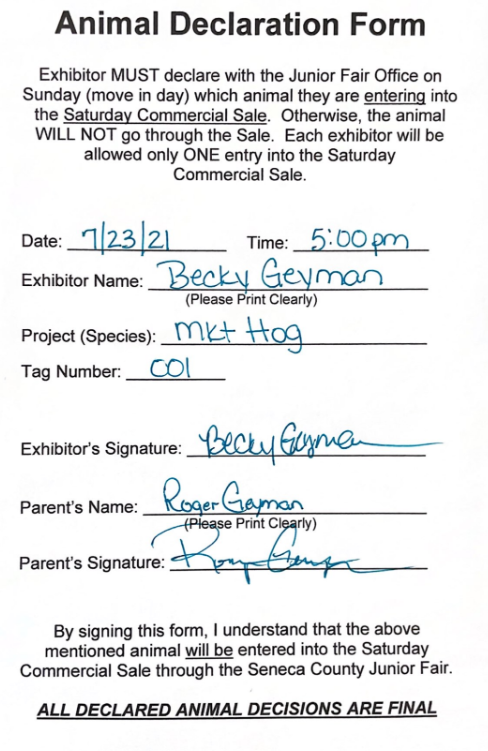 Animal Declaration Form
Exhibitor MUST declare with the Junior Fair Office on
Sunday (move in day) which animal they are entering into
the Saturday Commercial Sale. Otherwise, the animal
WILL NOT go through the Sale. Each exhibitor will be
allowed only ONE entry into the Saturday
Commercial Sale.
Date: 7/23/21 Time: 5:00pm
Exhibitor Name: Becky Geyman
(Please Print Clearly)
Project (Species): Mkt Hog
Tag Number: 001
Exhibitor's Signature: Becky Geyman
Parent's Name: Roger Geyman
(Please Print Clearly)
Parent's Signature:
By signing this form, I understand that the above
mentioned animal will be entered into the Saturday
Commercial Sale through the Seneca County Junior Fair.
ALL DECLARED ANIMAL DECISIONS ARE FINAL